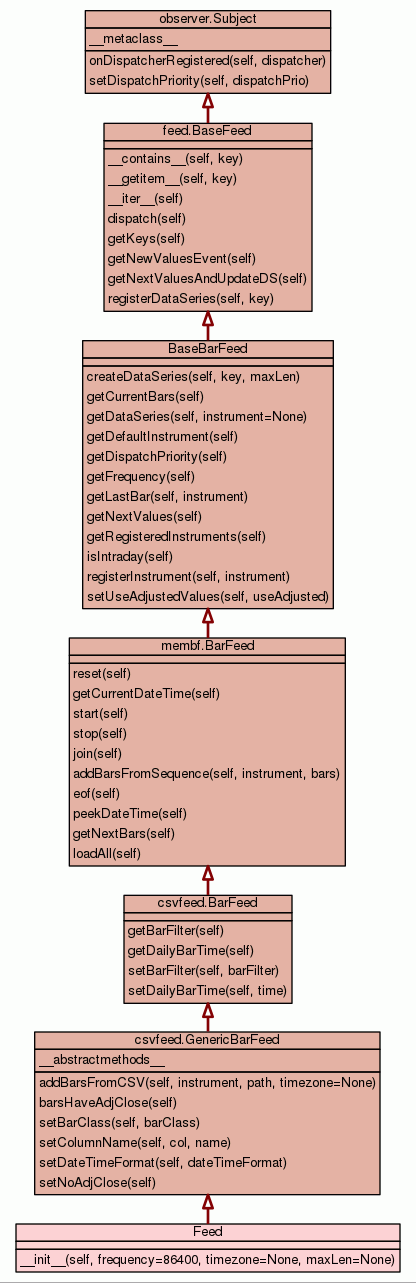 observer.Subject
__metaclass__
onDispatcherRegistered(self, dispatcher)
setDispatchPriority(self, dispatchPrio)
feed.BaseFeed
__contains__(self, key)
__getitem__(self, key)
__iter__(self)
dispatch(self)
getKeys(self)
getNewValuesEvent(self)
getNextValuesAndUpdateDS(self)
registerDataSeries(self, key)
BaseBarFeed
createDataSeries(self, key, maxLen)
getCurrentBars(self)
getDataSeries(self, instrument=None)
getDefaultInstrument(self)
getDispatchPriority(self)
getFrequency(self)
getLastBar(self, instrument)
getNextValues(self)
getRegisteredInstruments(self)
isIntraday(self)
registerInstrument(self, instrument)
setUseAdjustedValues(self, useAdjusted)
membf.BarFeed
reset(self)
getCurrentDateTime(self)
start(self)
stop(self)
join(self)
addBarsFromSequence(self, instrument, bars)
eof(self)
peekDateTime(self)
getNextBars(self)
loadAll(self)
csvfeed.BarFeed
getBarFilter(self)
getDailyBarTime(self)
setBarFilter(self, barFilter)
setDailyBarTime(self, time)
csvfeed.GenericBarFeed
__abstractmethods__
addBarsFromCSV(self, instrument, path, timezone=None)
barsHaveAdjClose(self)
setBarClass(self, barClass)
setColumnName(self, col, name)
setDateTimeFormat(self, dateTimeFormat)
setNoAdjClose(self)
Feed
__init__(self, frequency=86400, timezone=None, maxLen=None)